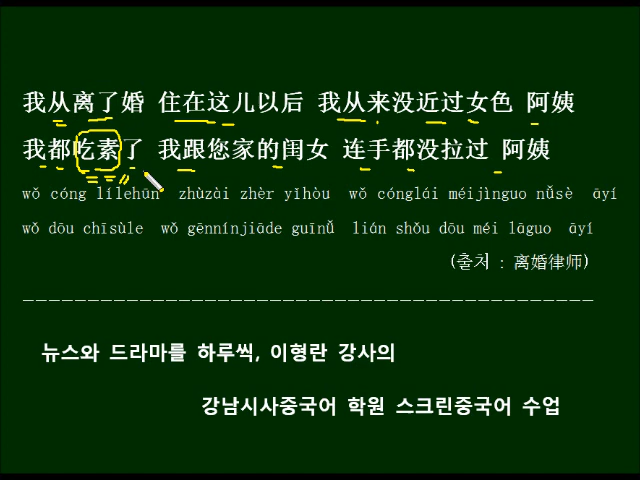 我从离了婚 住在这儿以后 我从来没近过女色 阿姨
我都吃素了 我跟您家的闺女 连手都没拉过 阿姨
wǒ cóng lílehūn zhùzài zhèr yǐhòu wǒ cónglái méijìnguo nǚsè āyí
wǒ dōu chīsùle wǒ gēnnínjiāde guīnǚ lián shǒu dōu méi lāguo āyí
(출처 : 离婚律师)
뉴스와 드라마를 하루씩, 이형란 강사의
강남시사중국어 학원 스크린중국어 수업